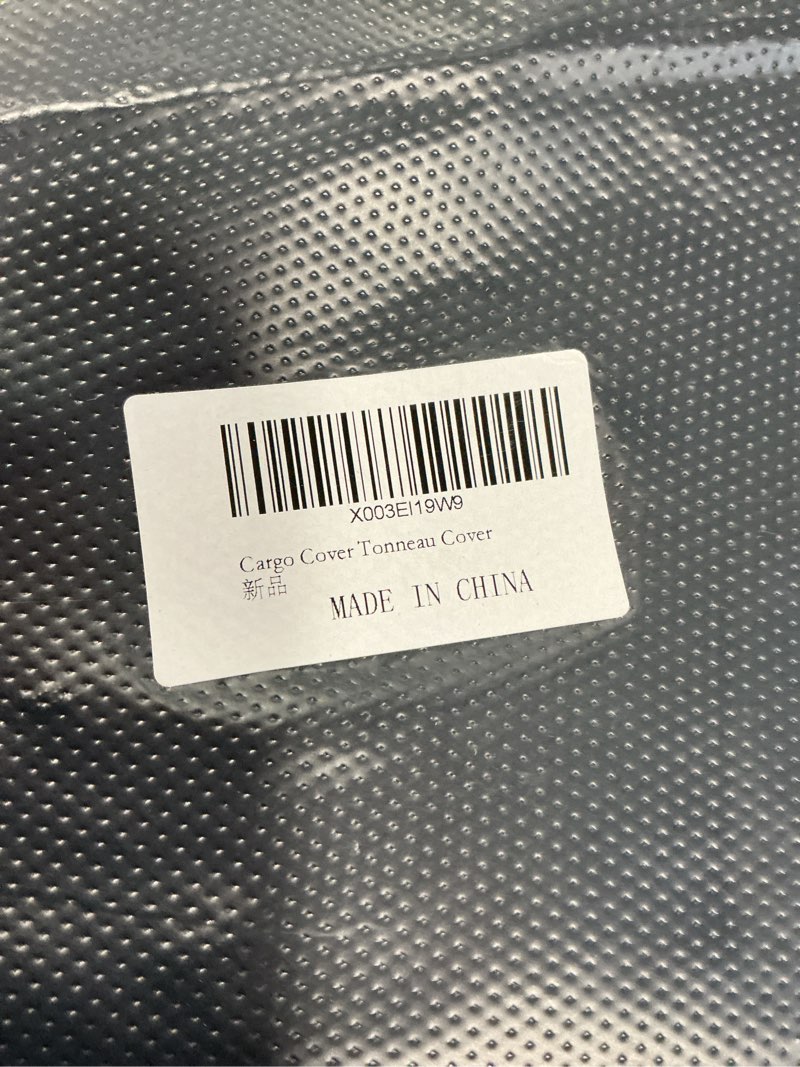 X003EI19W9
Cargo Cover Tonneau Cover
新品
MADE IN CHINA